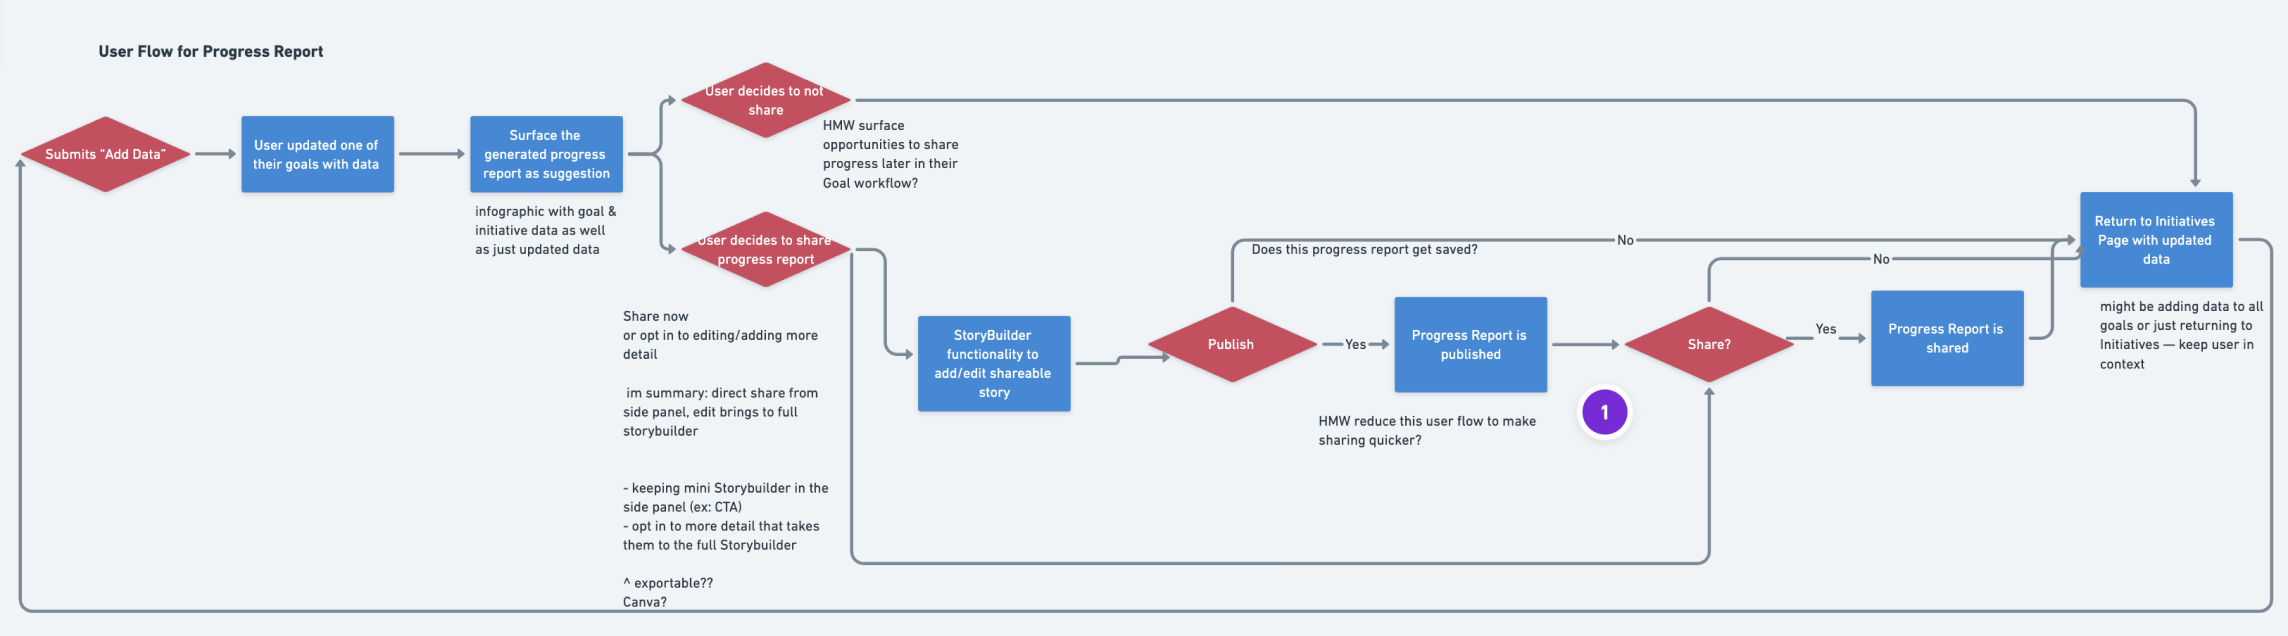 User Flow for Progress Report
Submits “Add Data”
User updated one of
their goals with data
Surface the
generated progress
report as suggestion
infographic with goal &
initiative data as well
as just updated data
User decides to not
share
HMW surface
opportunities to share
progress later in their
Goal workflow?
User decides to share
progress report
Share now
or opt in to editing/adding more
detail
im summary: direct share from
side panel, edit brings to full
storybuilder
- keeping mini Storybuilder in the
side panel (ex: CTA)
- opt in to more detail that takes
them to the full Storybuilder
^ exportable??
Canva?
StoryBuilder
functionality to
add/edit shareable
story
Publish
Does this progress report get saved?
No
Yes
Progress Report is
published
HMW reduce this user flow to make
sharing quicker?
1
Share?
No
Yes
Progress Report is
shared
Return to Initiatives
Page with updated
data
might be adding data to all
goals or just returning to
Initiatives — keep user in
context